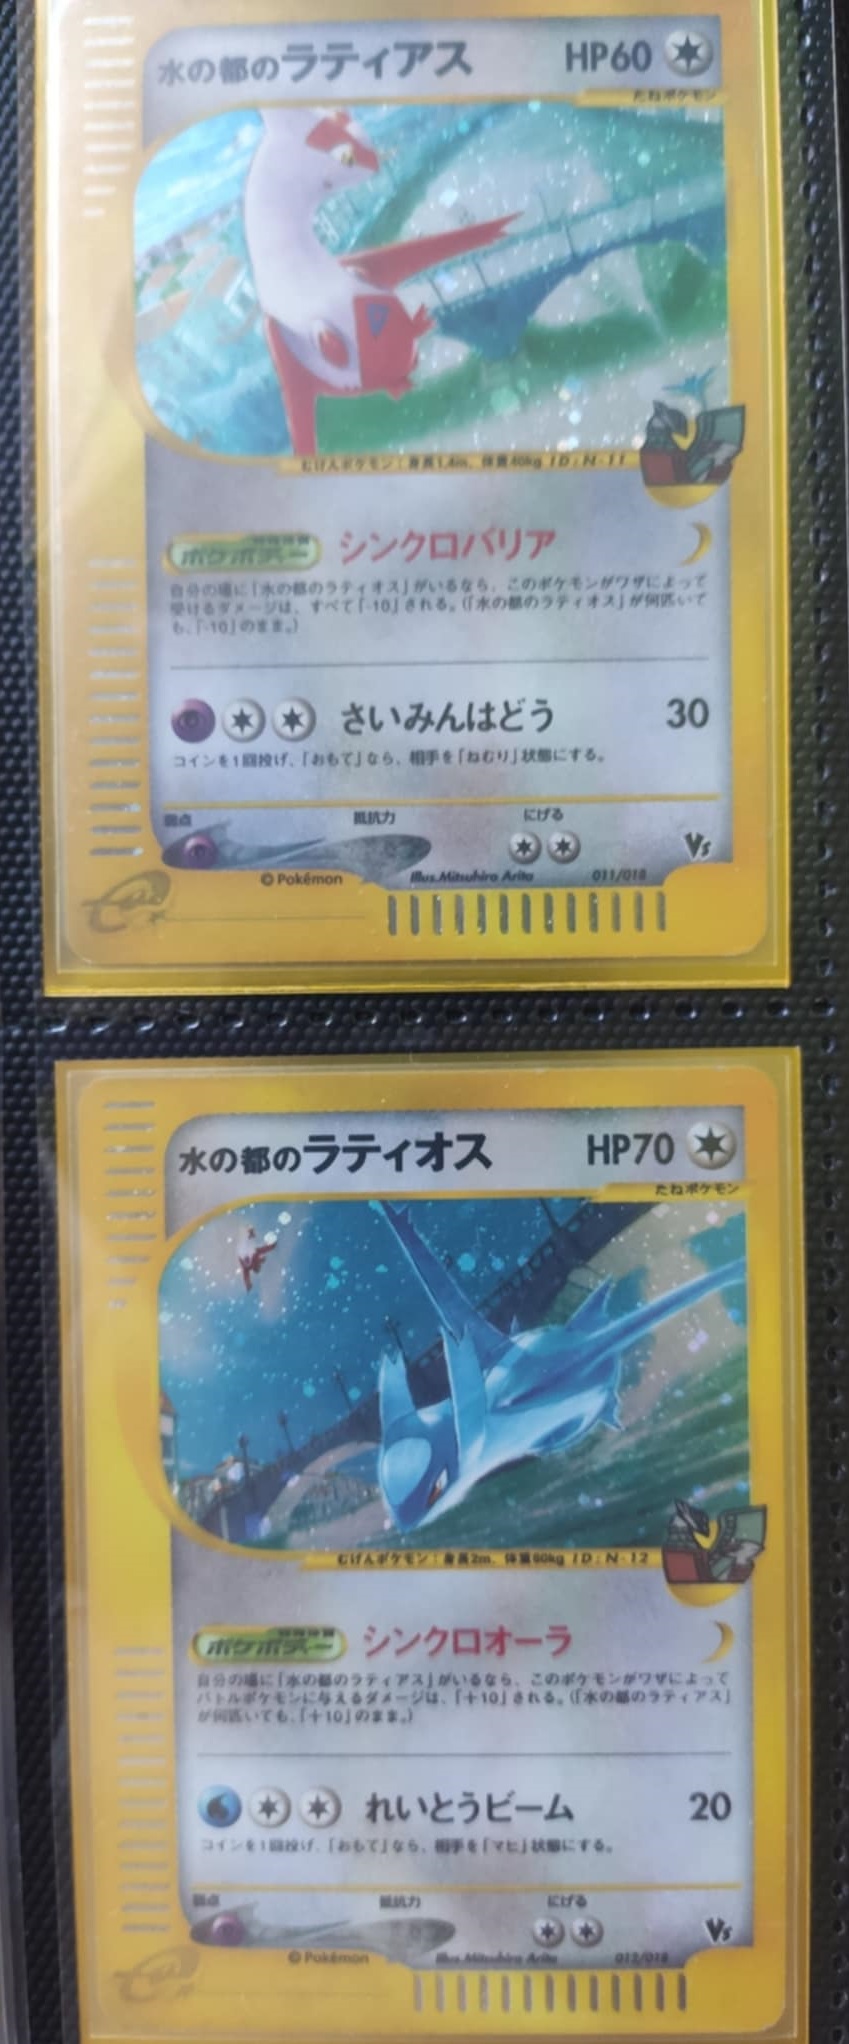 水の都のラティアス HP60
たねポケモン
むげんポケモン：身長1.4m、体重40kg ID：N-11
特殊体質
ポケボディー シンクロバリア
自分の場に「水の都のラティオス」がいるなら、このポケモンがワザによって
受けるダメージは、すべて「-10」される。（「水の都のラティオス」が何匹いて
も、「-10」のまま。）
さいみんはどう 30
コインを1回投げ、「おもて」なら、相手を「ねむり」状態にする。
弱点 抵抗力 にげる
Vs
© Pokémon Illus.Mitsuhiro Arita 011/018
水の都のラティオス HP70
たねポケモン
むげんポケモン：身長2m、体重60kg ID：N-12
特殊体質
ポケボディー シンクロオーラ
自分の場に「水の都のラティアス」がいるなら、このポケモンがワザによって
バトルポケモンに与えるダメージは、「＋10」される。（「水の都のラティアス」
が何匹いても、「＋10」のまま。）
れいとうビーム 20
コインを1回投げ、「おもて」なら、相手を「マヒ」状態にする。
弱点 抵抗力 にげる
Vs
© Pokémon Illus.Mitsuhiro Arita 012/018